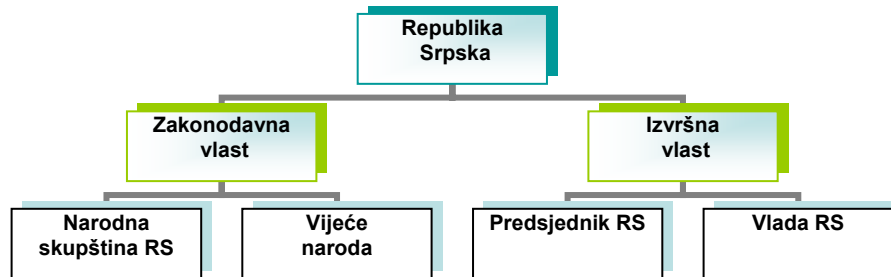 Republika
Srpska
Zakonodavna
vlast
Izvršna
vlast
Narodna
skupština RS
Vijeće
naroda
Predsjednik RS
Vlada RS